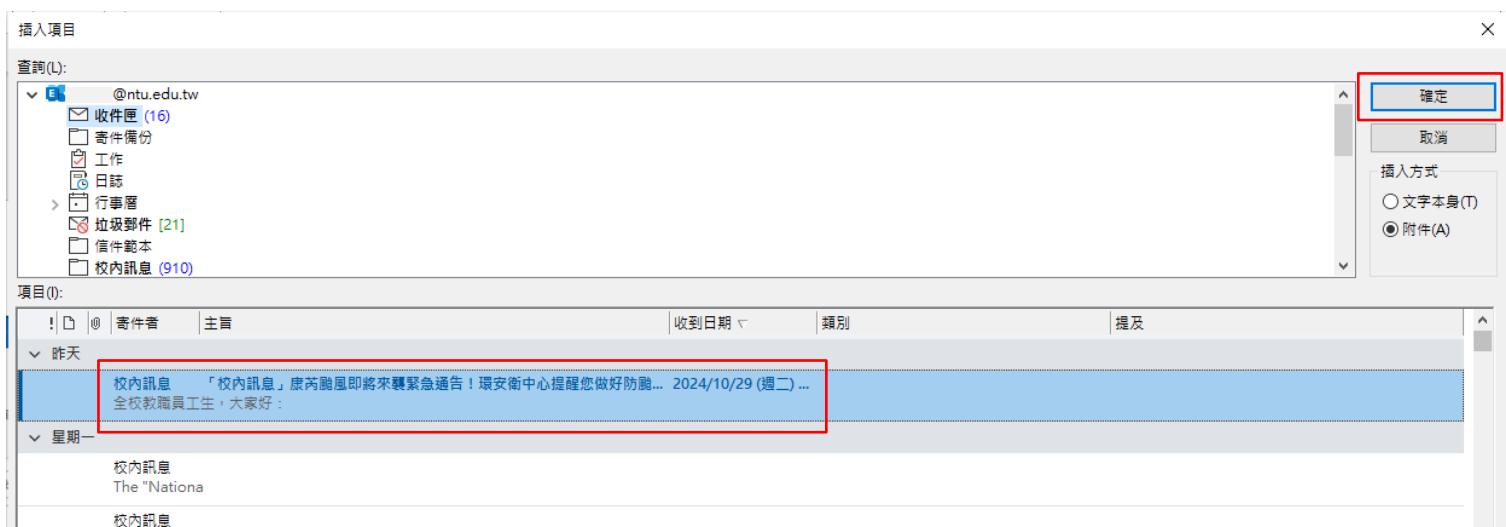 插入項目
查詢(L):
@ntu.edu.tw
收件匣 (16)
寄件備份
工作
日誌
行事曆
垃圾郵件 [21]
信件範本
校內訊息 (910)
確定
取消
插入方式
文字本身(T)
附件(A)
項目(I):
! 寄件者 主旨 收到日期 類別 提及
昨天
校內訊息 「校內訊息」康芮颱風即將來襲緊急通告！環安衛中心提醒您做好防颱... 2024/10/29 (週二) ...
全校教職員工生，大家好：
星期一
校內訊息
The "Nationa
校內訊息